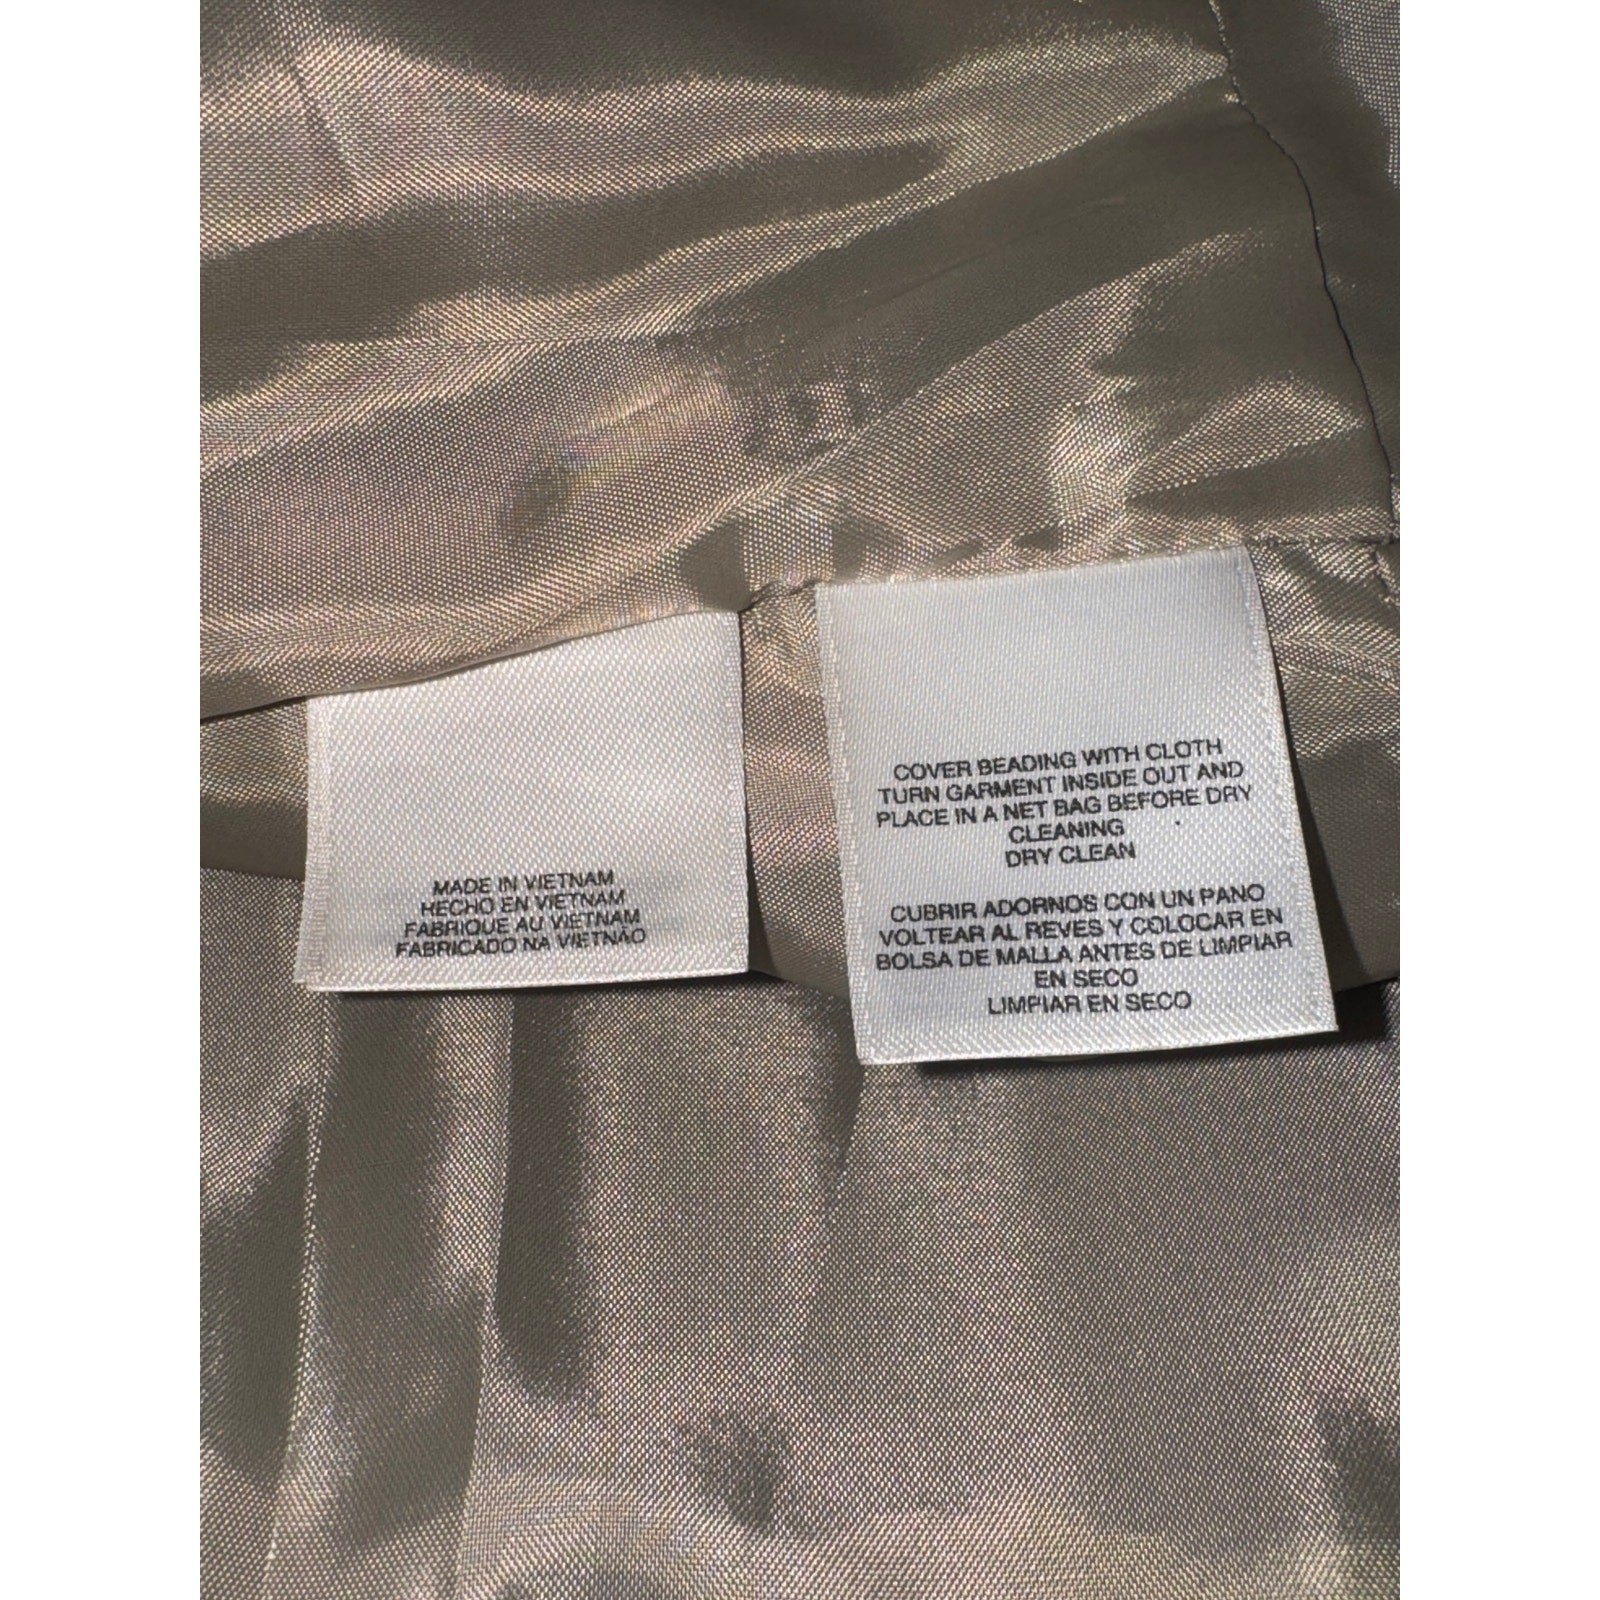 MADE IN VIETNAM
HECHO EN VIETNAM
FABRIQUE AU VIETNAM
FABRICADO NA VIETNÃO
COVER BEADING WITH CLOTH
TURN GARMENT INSIDE OUT AND
PLACE IN A NET BAG BEFORE DRY
CLEANING
DRY CLEAN
CUBRIR ADORNOS CON UN PANO
VOLTEAR AL REVES Y COLOCAR EN
BOLSA DE MALLA ANTES DE LIMPIAR
EN SECO
LIMPIAR EN SECO